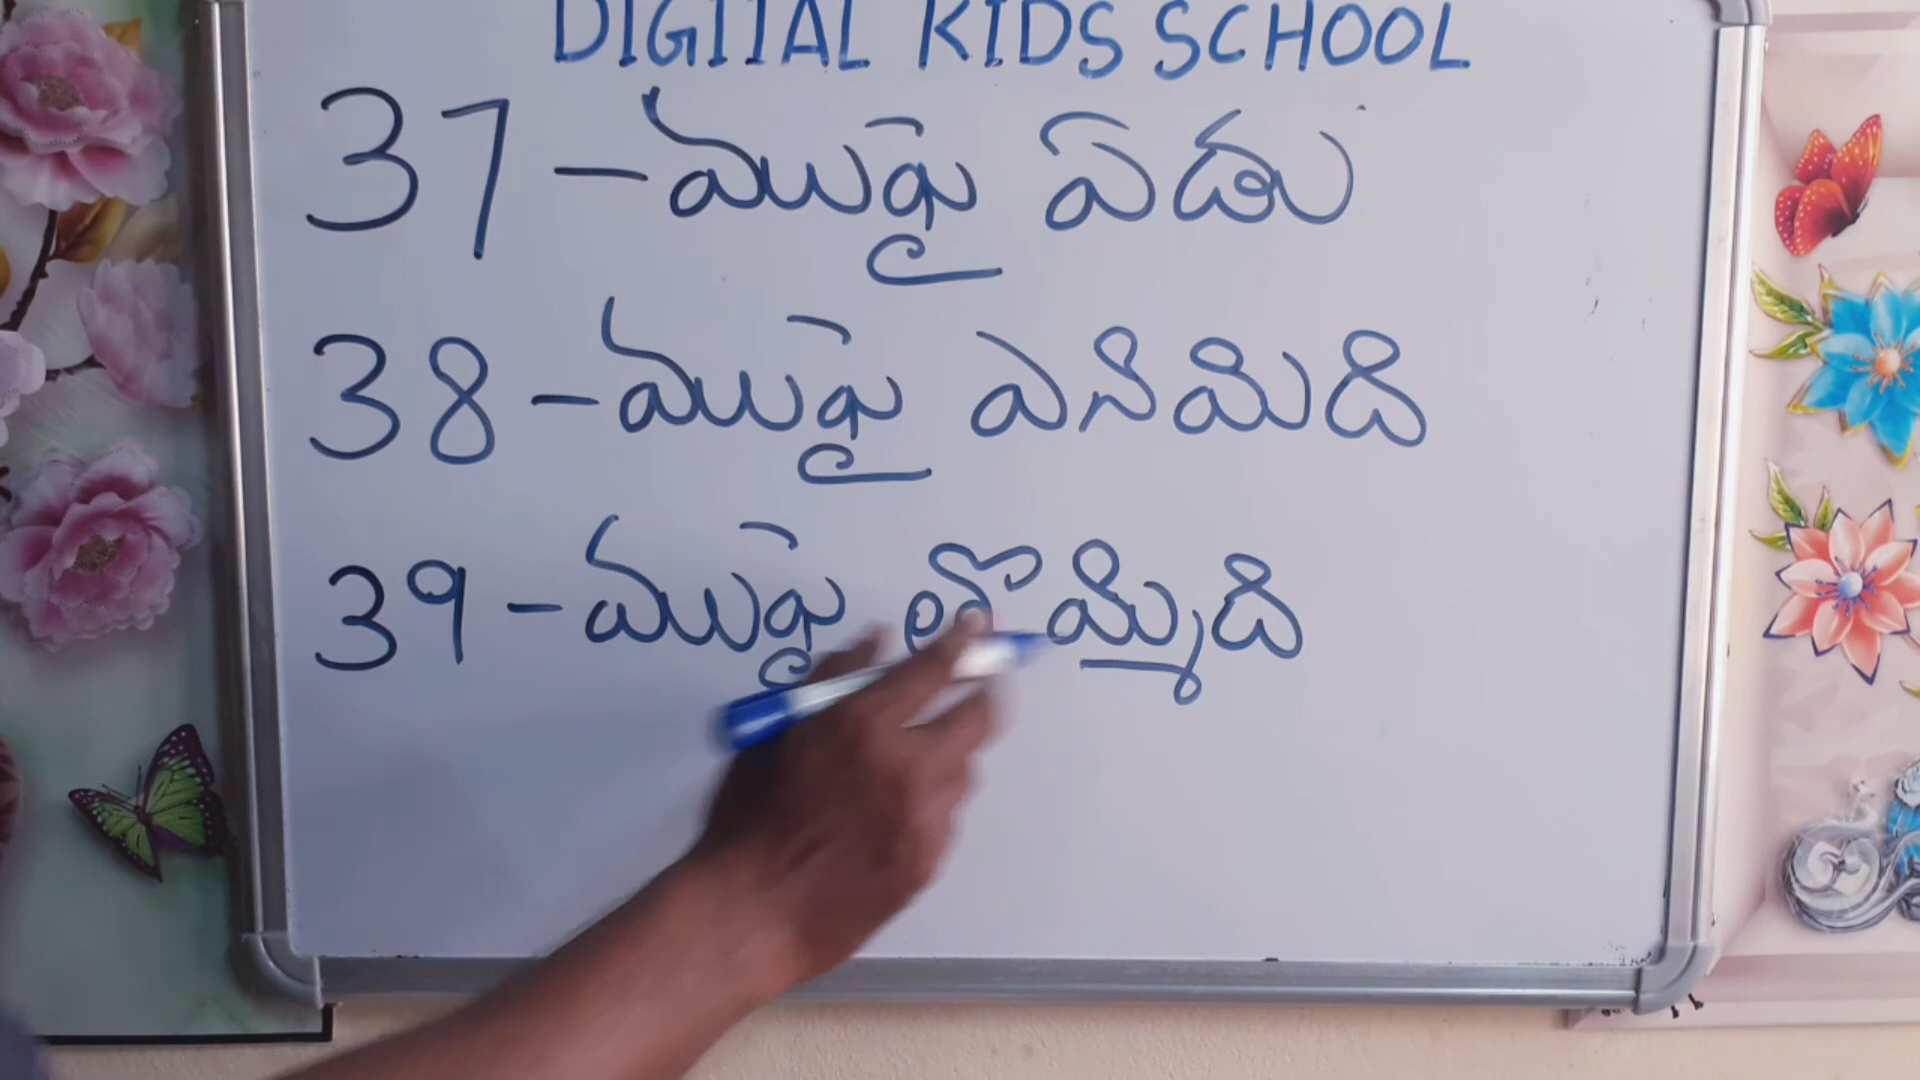 DIGITAL KIDS SCHOOL
37 - ముప్ఫై ఏడు
38 - ముప్ఫై ఎనిమిది
39 - ముప్ఫై తొమ్మిది